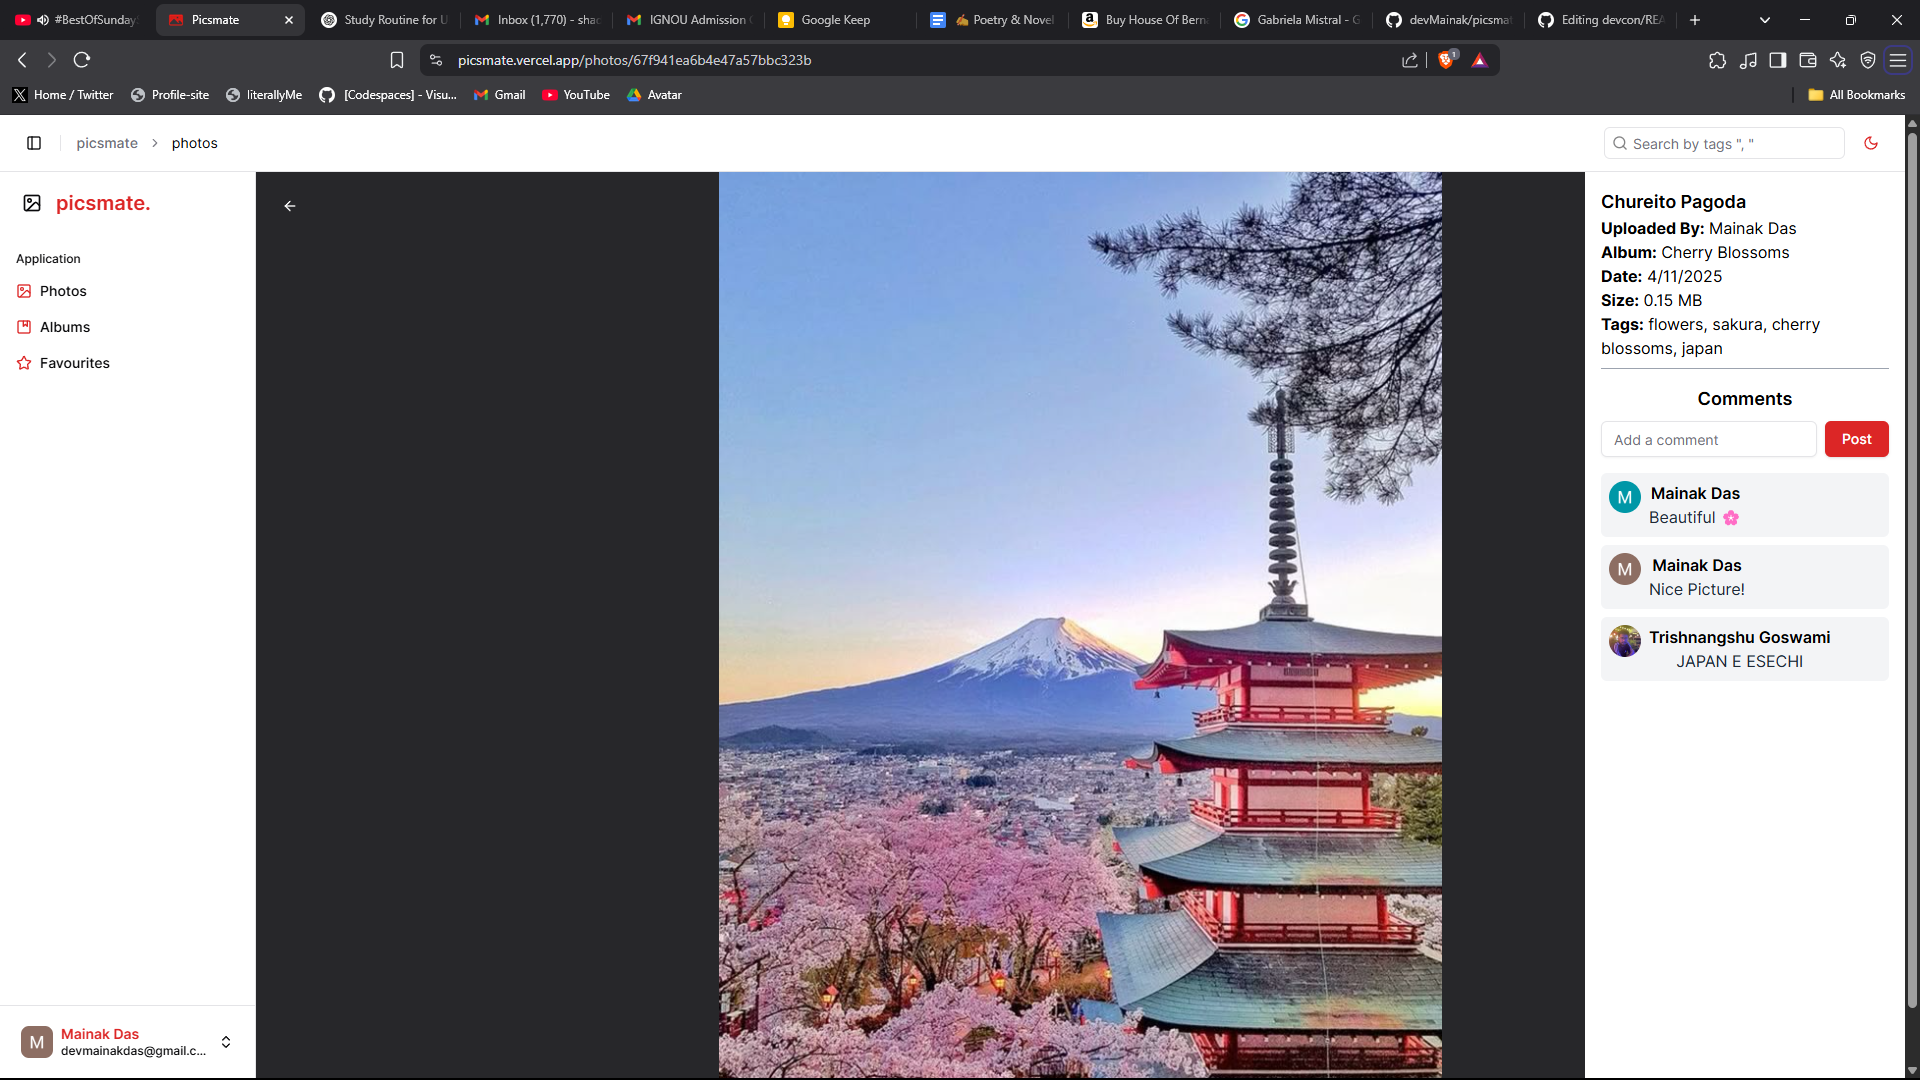 #BestOfSunday
Picsmate
Study Routine for U
Inbox (1,770) - shac
IGNOU Admission C
Google Keep
✍️ Poetry & Novel
Buy House Of Berna
Gabriela Mistral - G
devMainak/picsmat
Editing devcon/REA
picsmate.vercel.app/photos/67f941ea6b4e47a57bbc323b
1
Home / Twitter
Profile-site
literallyMe
[Codespaces] - Visu...
Gmail
YouTube
Avatar
All Bookmarks
picsmate > photos
Search by tags ", "
picsmate.
Application
Photos
Albums
Favourites
M
Mainak Das
devmainakdas@gmail.c...
Chureito Pagoda
Uploaded By: Mainak Das
Album: Cherry Blossoms
Date: 4/11/2025
Size: 0.15 MB
Tags: flowers, sakura, cherry
blossoms, japan
Comments
Add a comment
Post
M
Mainak Das
Beautiful 🌸
M
Mainak Das
Nice Picture!
Trishnangshu Goswami
JAPAN E ESECHI